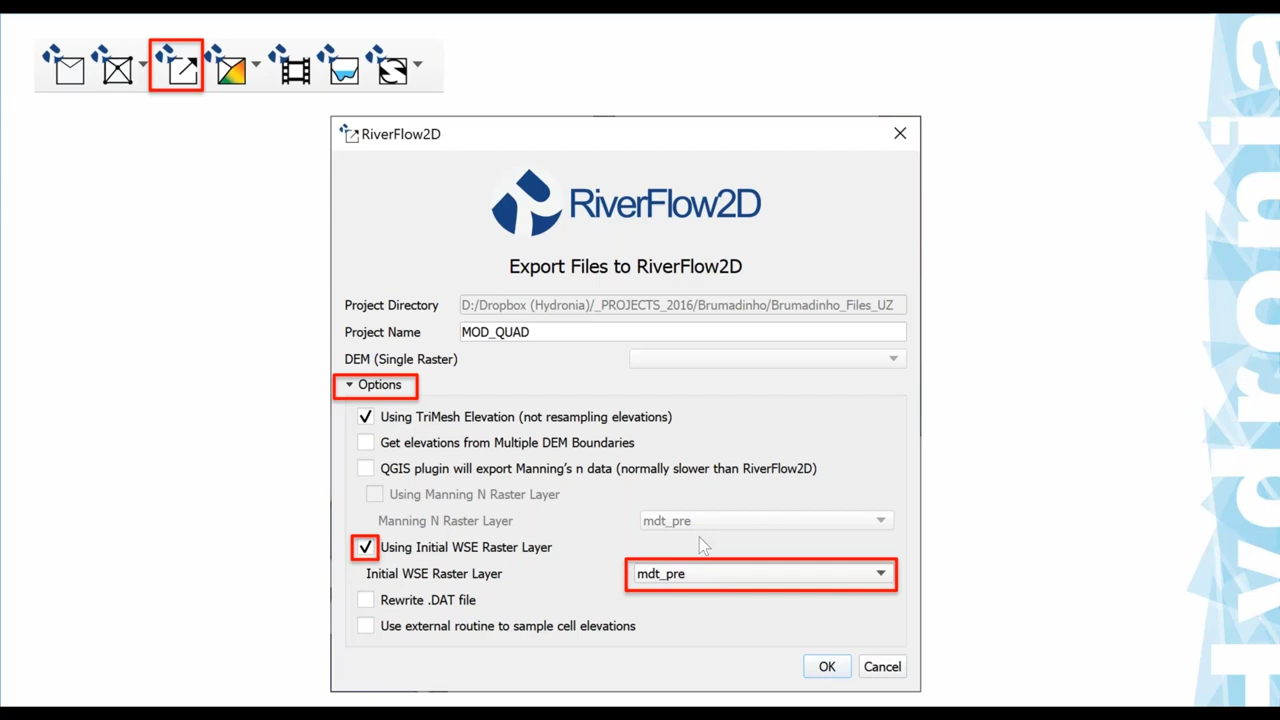 RiverFlow2D
RiverFlow2D
Export Files to RiverFlow2D
Project Directory D:/Dropbox (Hydronia)/_PROJECTS_2016/Brumadinho/Brumadinho_Files_UZ
Project Name MOD_QUAD
DEM (Single Raster)
Options
Using TriMesh Elevation (not resampling elevations)
Get elevations from Multiple DEM Boundaries
QGIS plugin will export Manning's n data (normally slower than RiverFlow2D)
Using Manning N Raster Layer
Manning N Raster Layer mdt_pre
Using Initial WSE Raster Layer
Initial WSE Raster Layer mdt_pre
Rewrite .DAT file
Use external routine to sample cell elevations
OK Cancel
Hydronia